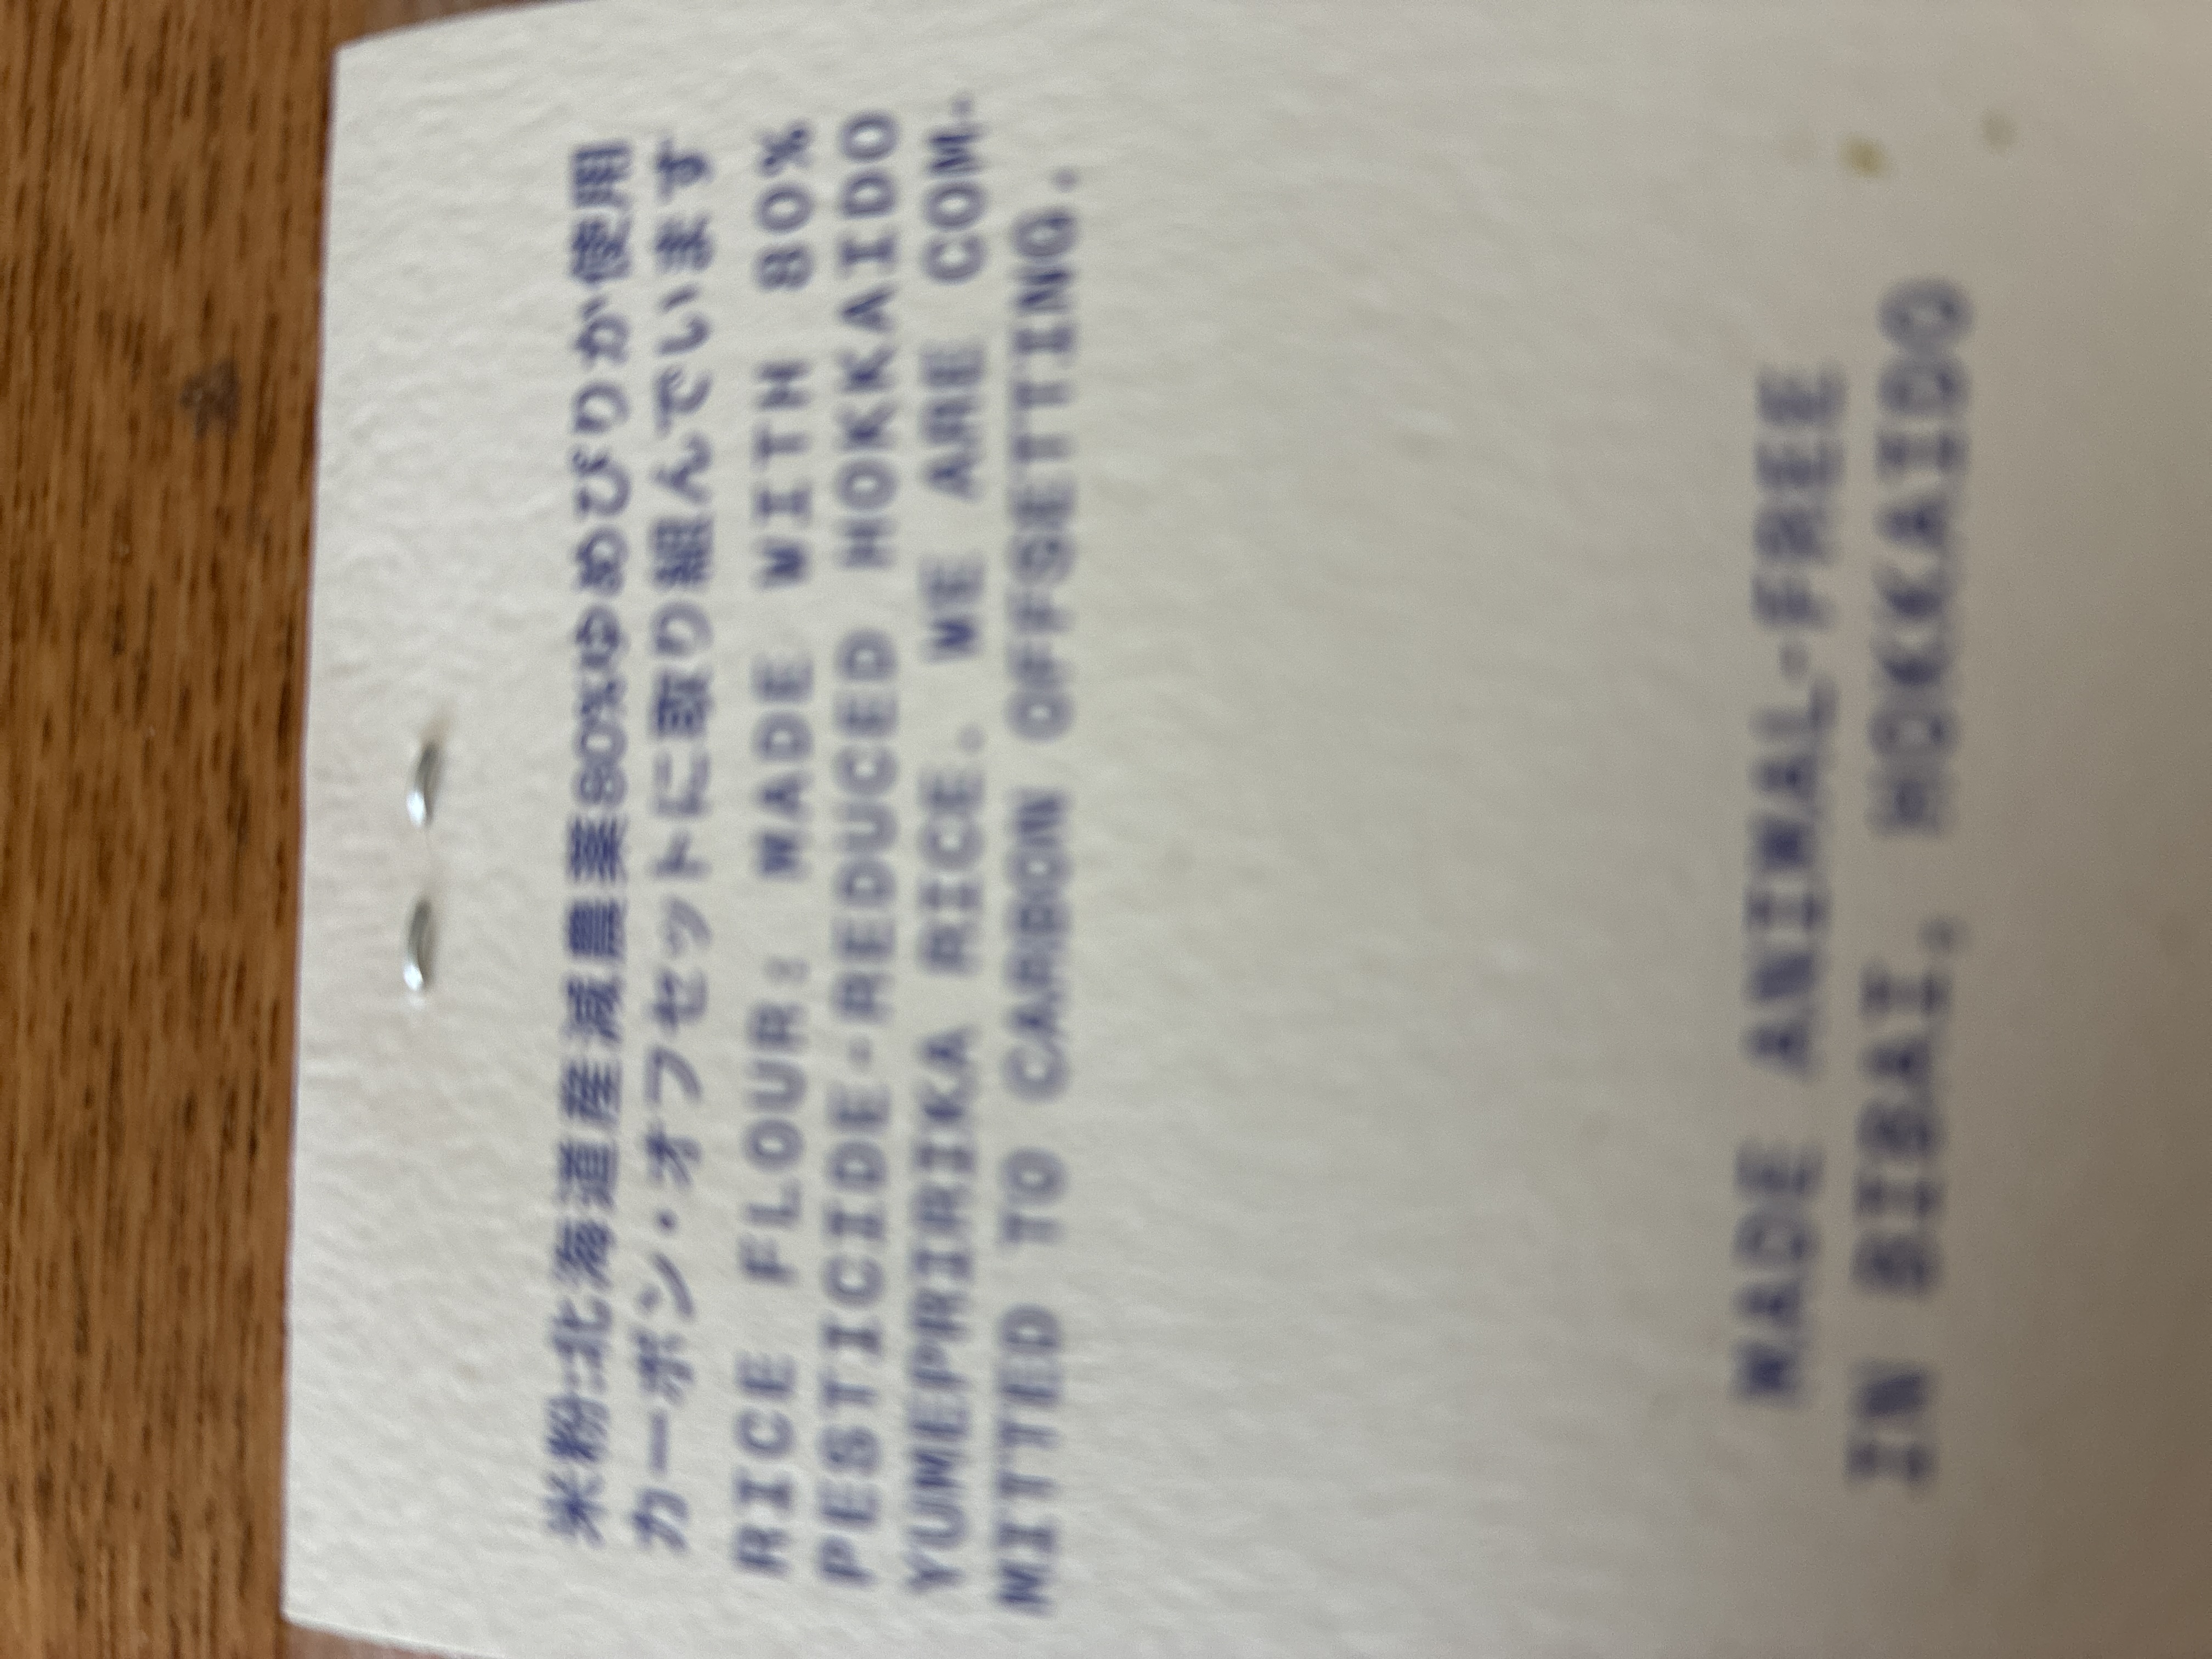 米粉:北海道産減農薬80%ゆめぴりか使用
カーボン・オフセットに取り組んでいます
RICE FLOUR: MADE WITH 80%
PESTICIDE-REDUCED HOKKAIDO
YUMEPRIRIKA RICE. WE ARE COM-
MITTED TO CARBON OFFSETTING.
MADE ANIMAL-FREE
IN BIBAI, HOKKAIDO